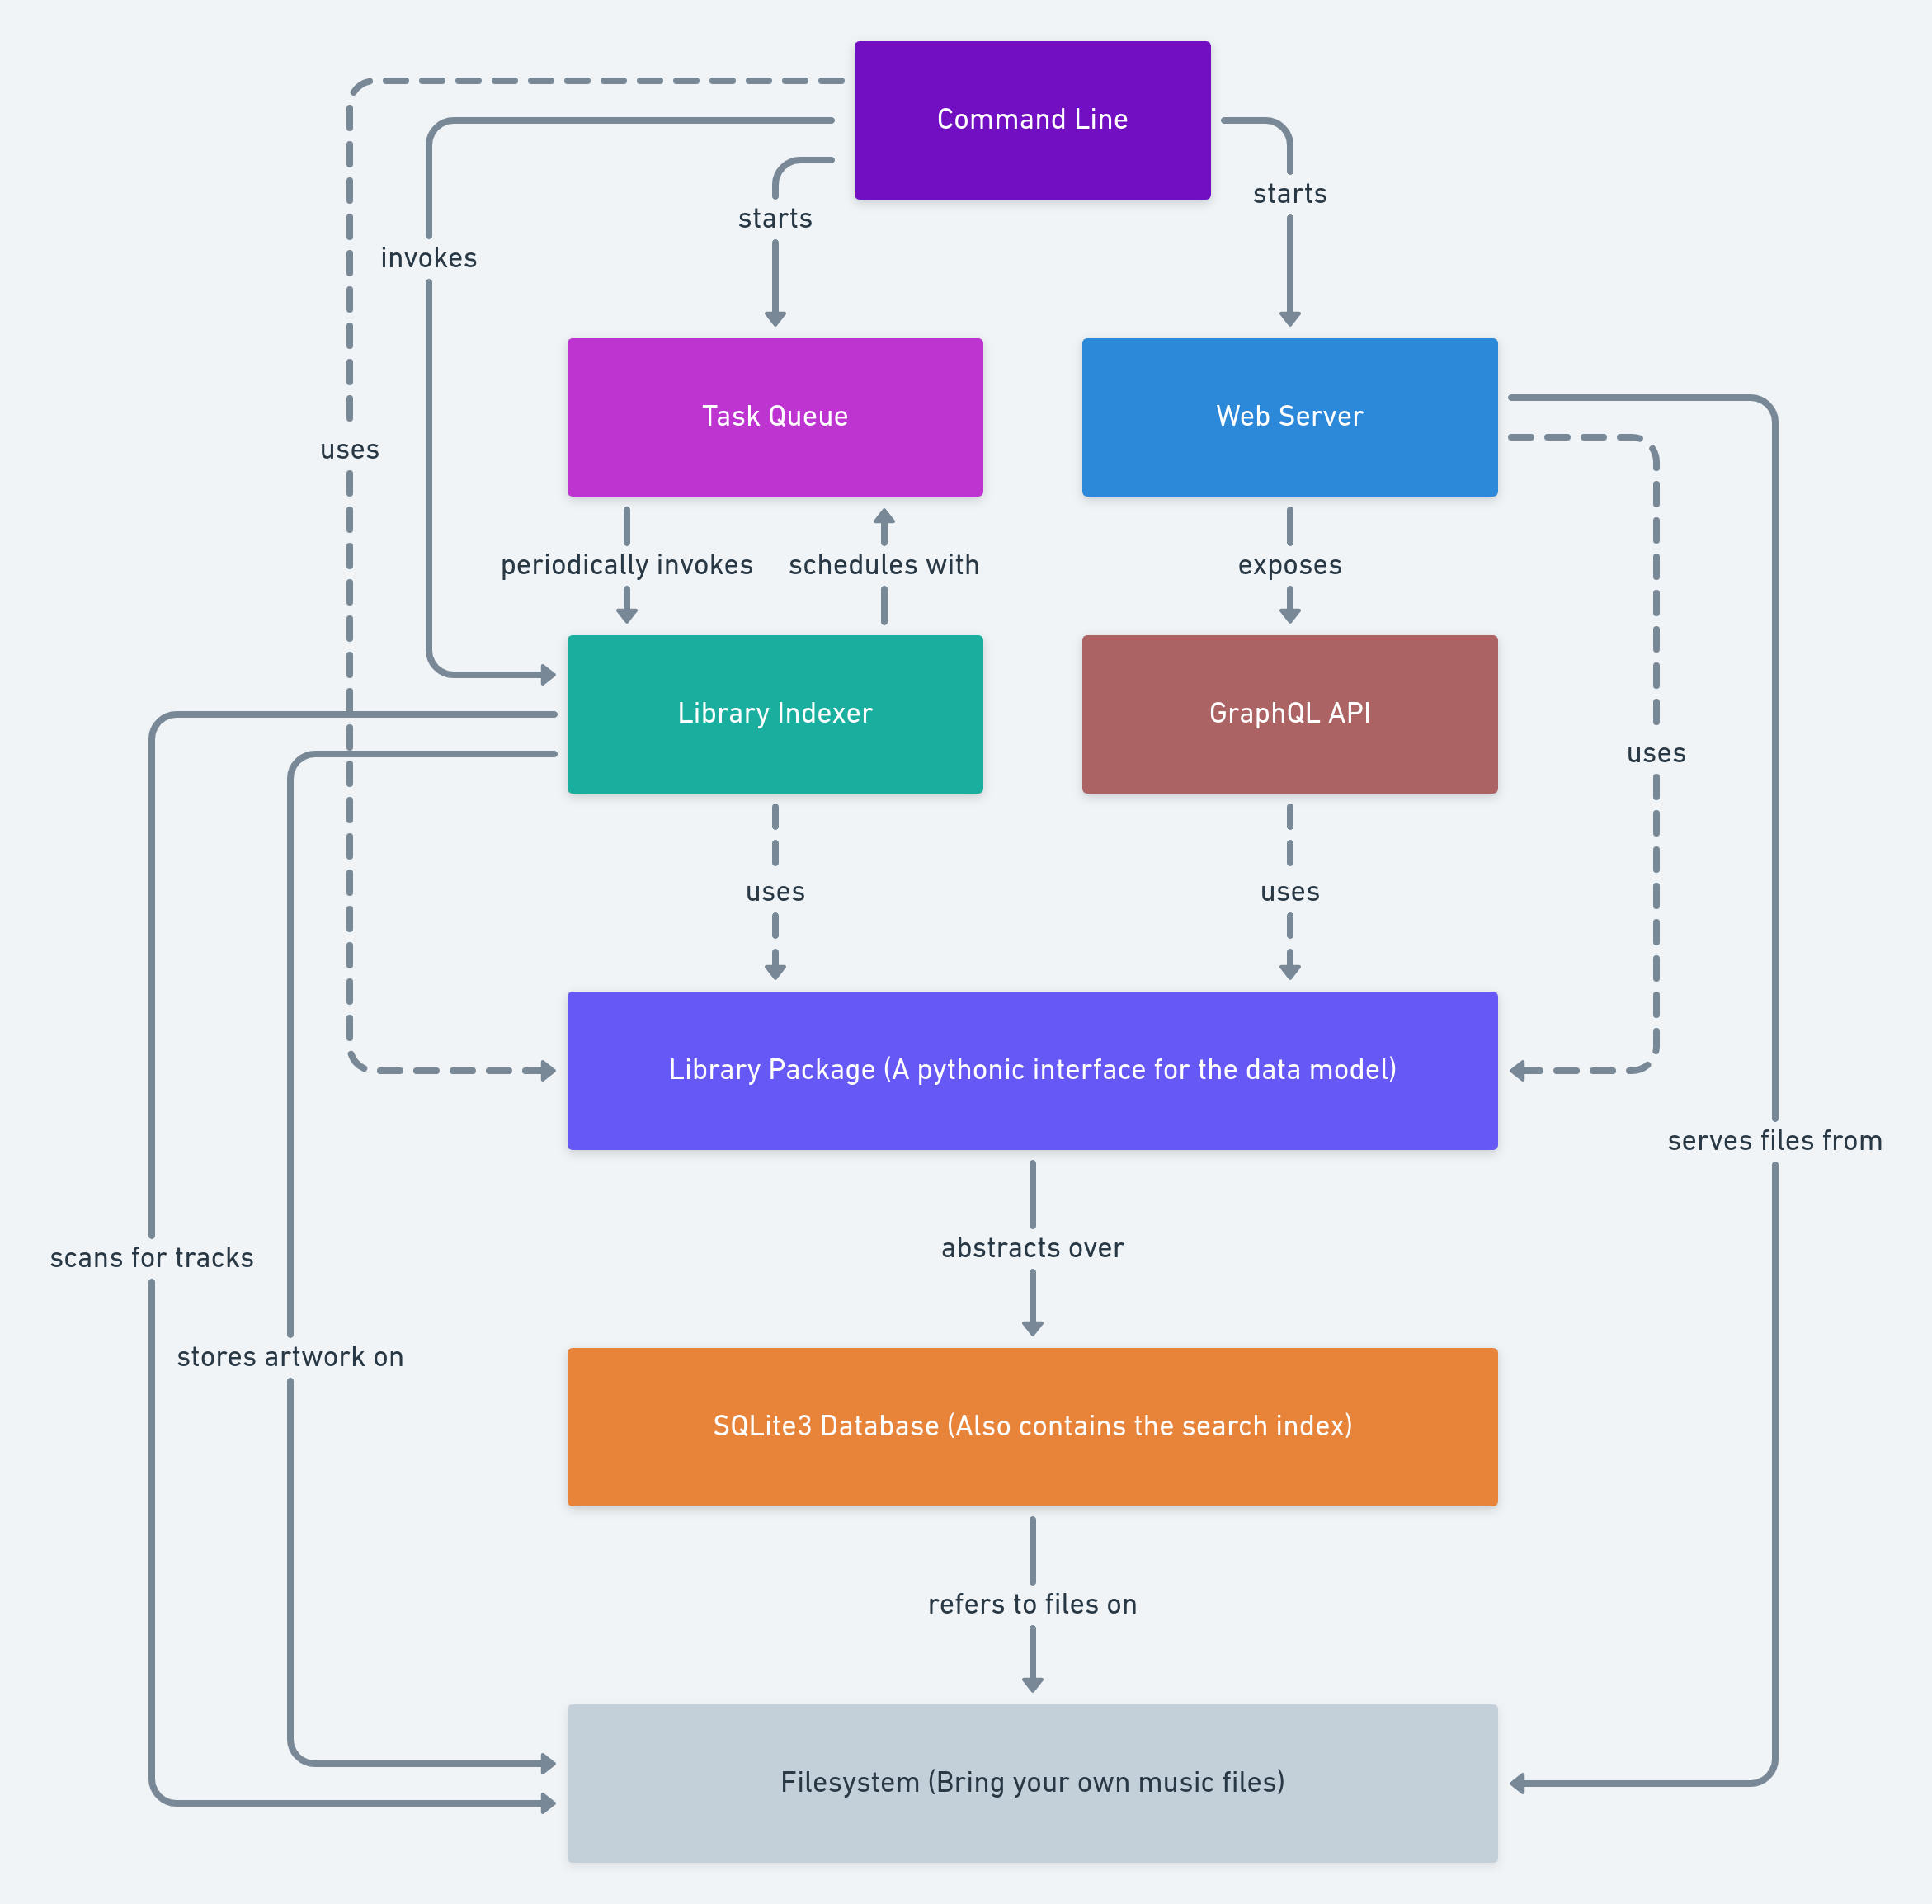 Command Line
starts
starts
invokes
Task Queue
Web Server
uses
periodically invokes
schedules with
exposes
Library Indexer
GraphQL API
uses
uses
uses
Library Package (A pythonic interface for the data model)
serves files from
abstracts over
scans for tracks
stores artwork on
SQLite3 Database (Also contains the search index)
refers to files on
Filesystem (Bring your own music files)